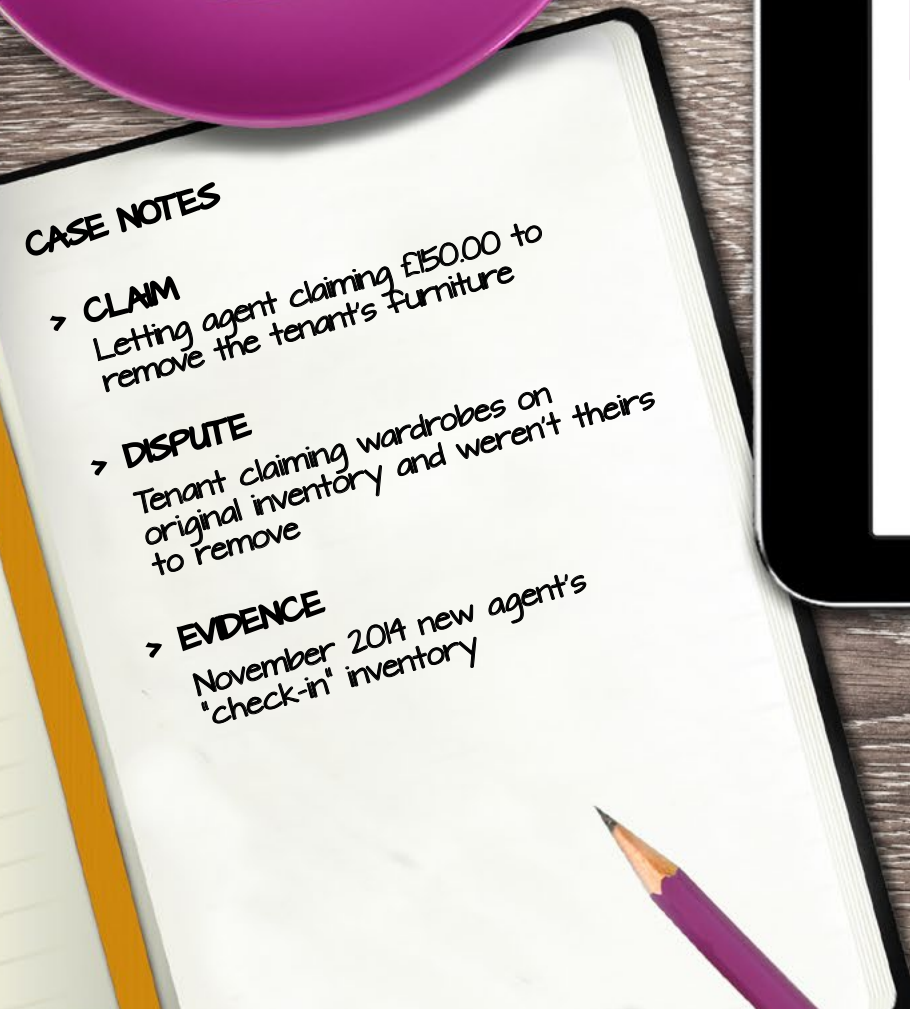 CASE NOTES
> CLAIM
Letting agent claiming £150.00 to
remove the tenant's furniture
> DISPUTE
Tenant claiming wardrobes on
original inventory and weren't theirs
to remove
> EVIDENCE
November 2014 new agent's
"check-in" inventory